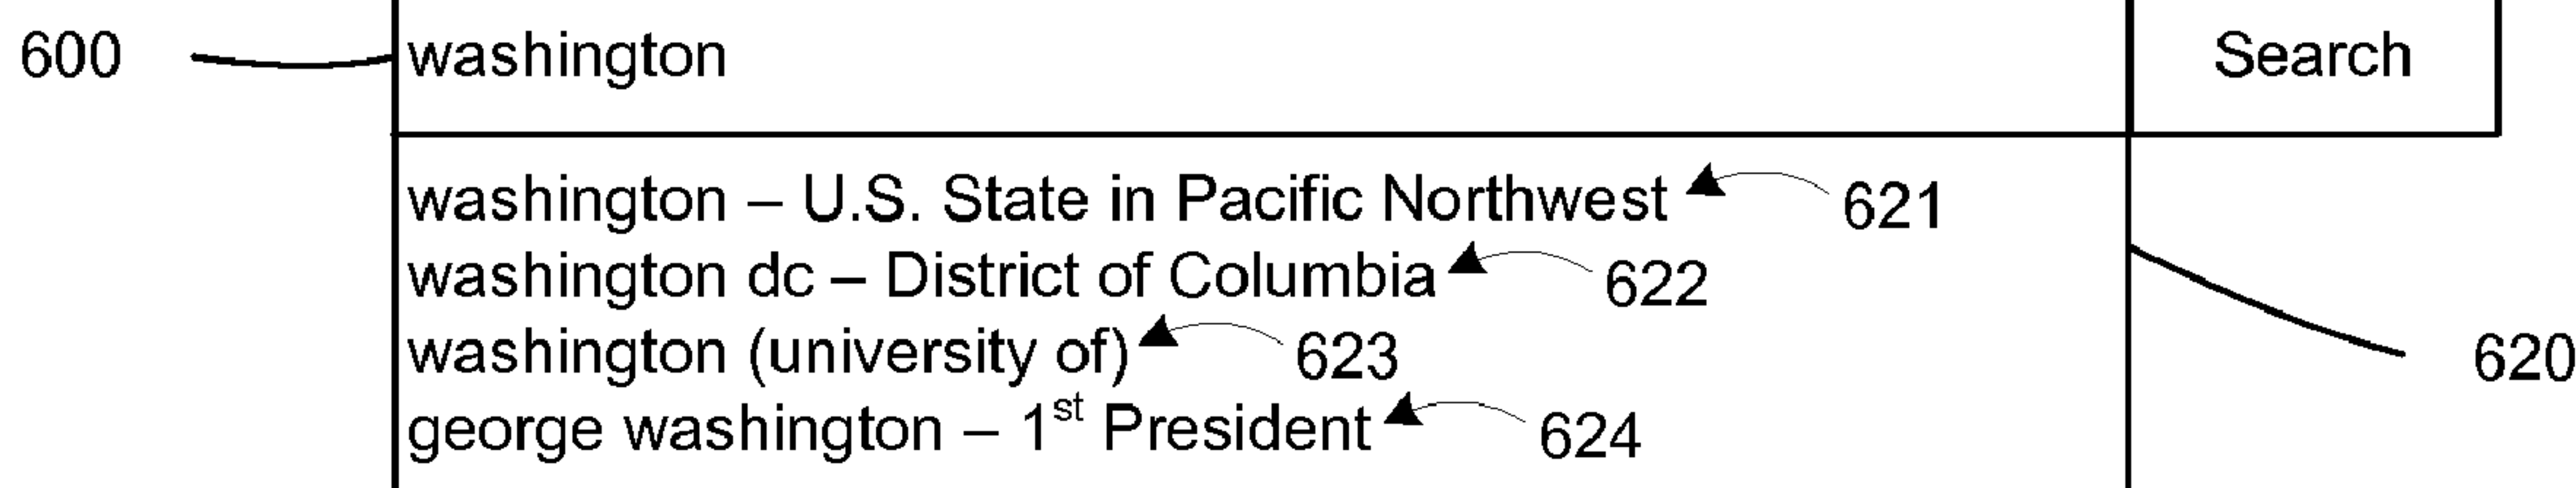 600 washington Search
washington – U.S. State in Pacific Northwest 621
washington dc – District of Columbia 622
washington (university of) 623
620
george washington – 1st President 624